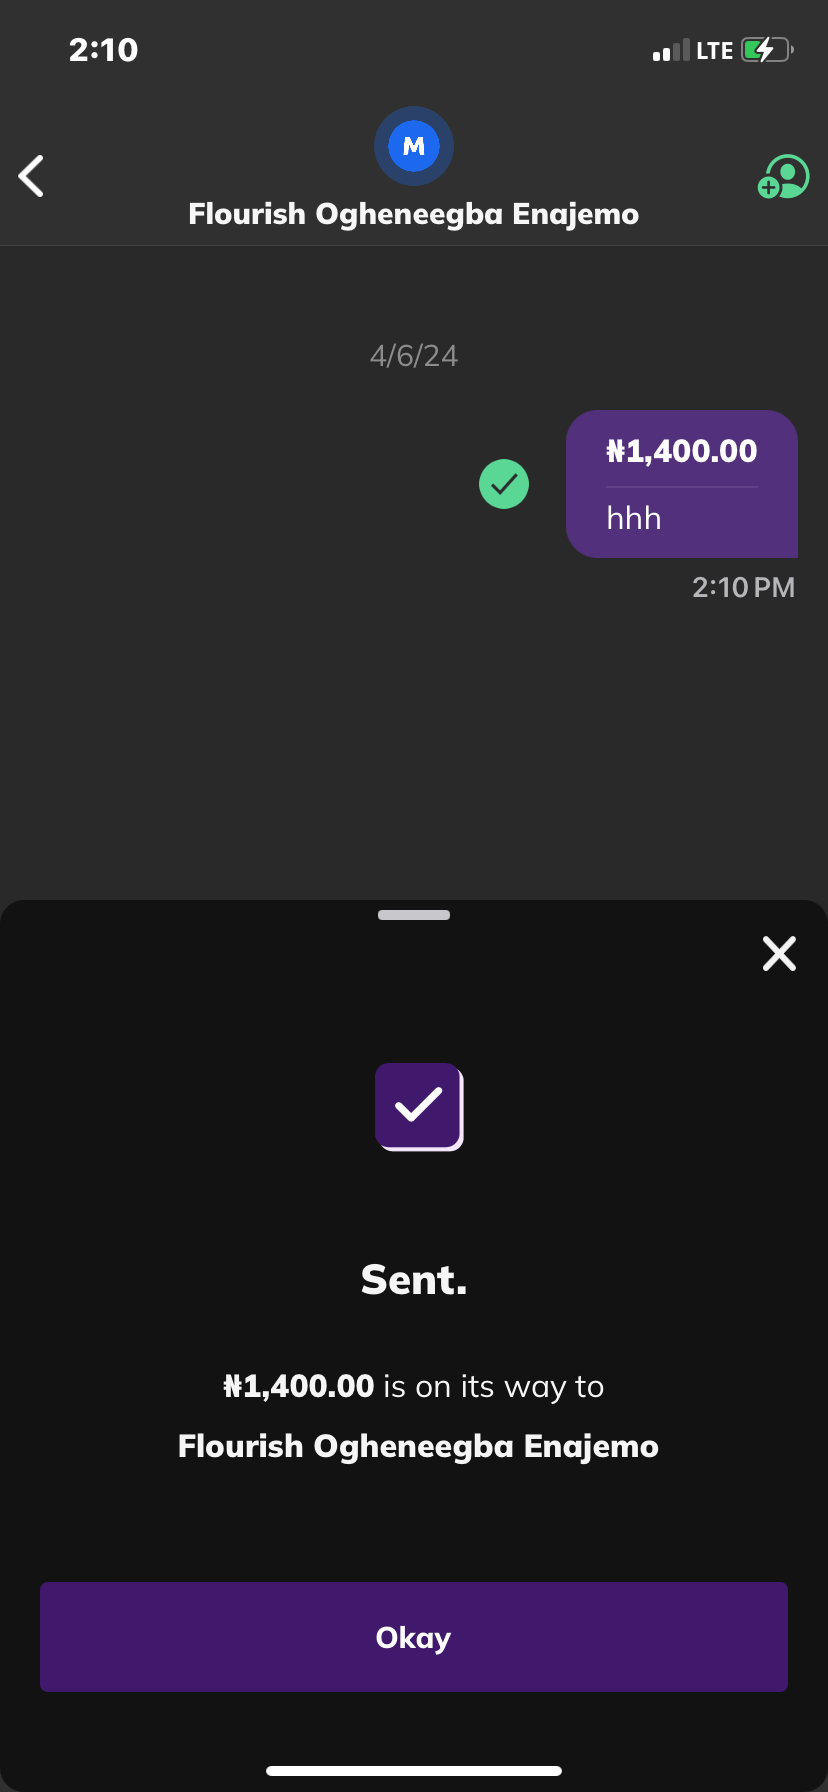 2:10
LTE
M
Flourish Ogheneegba Enajemo
4/6/24
₦1,400.00
hhh
2:10 PM
Sent.
₦1,400.00 is on its way to
Flourish Ogheneegba Enajemo
Okay